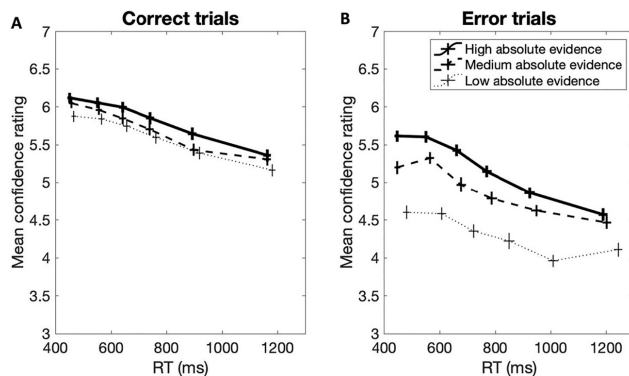 A
Correct trials
7
6.5
6
5.5
5
4.5
4
3.5
3
400
600
800
1000
1200
RT (ms)
Mean confidence rating
B
Error trials
High absolute evidence
Medium absolute evidence
Low absolute evidence
7
6.5
6
5.5
5
4.5
4
3.5
3
400
600
800
1000
1200
RT (ms)
Mean confidence rating